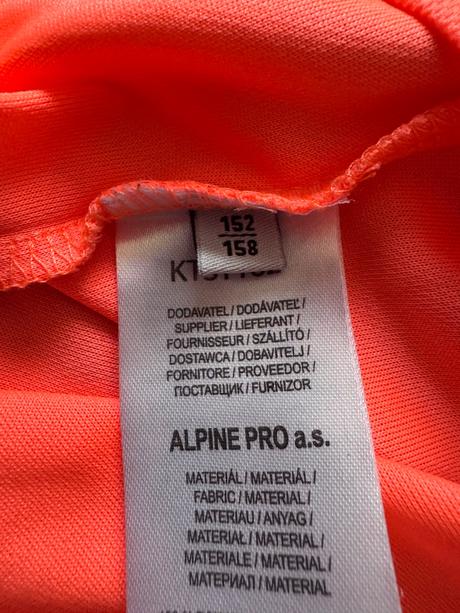 152
158
DODAVATEL / DODÁVATEĽ /
SUPPLIER / LIEFERANT /
FOURNISSEUR / SZÁLLÍTÓ /
DOSTAWCA / DOBAVITELJ /
FORNITORE / PROVEEDOR /
ПОСТАВЩИК / FURNIZOR
ALPINE PRO a.s.
MATERIÁL / MATERIÁL /
FABRIC / MATERIAL /
MATERIAU / ANYAG /
MATERIAŁ / MATERIAL /
MATERIALE / MATERIAL /
МАТЕРИАЛ / MATERIAL